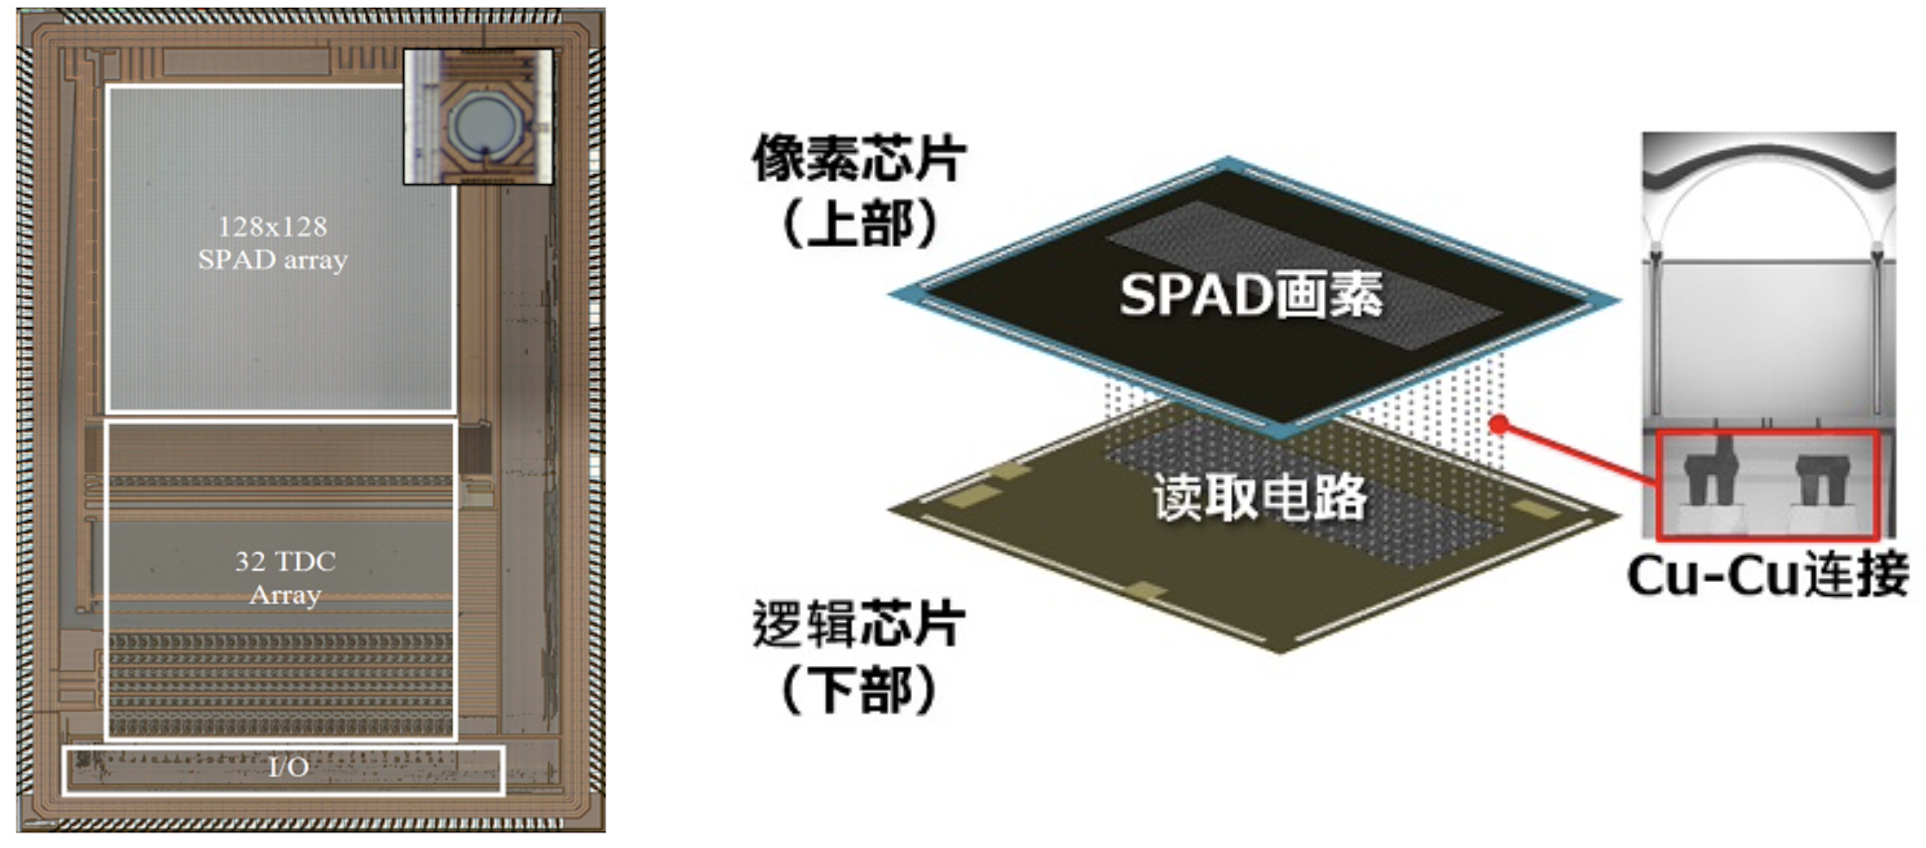 128x128
SPAD array
32 TDC
Array
I/O
像素芯片
（上部）
SPAD画素
读取电路
逻辑芯片
（下部）
Cu-Cu连接